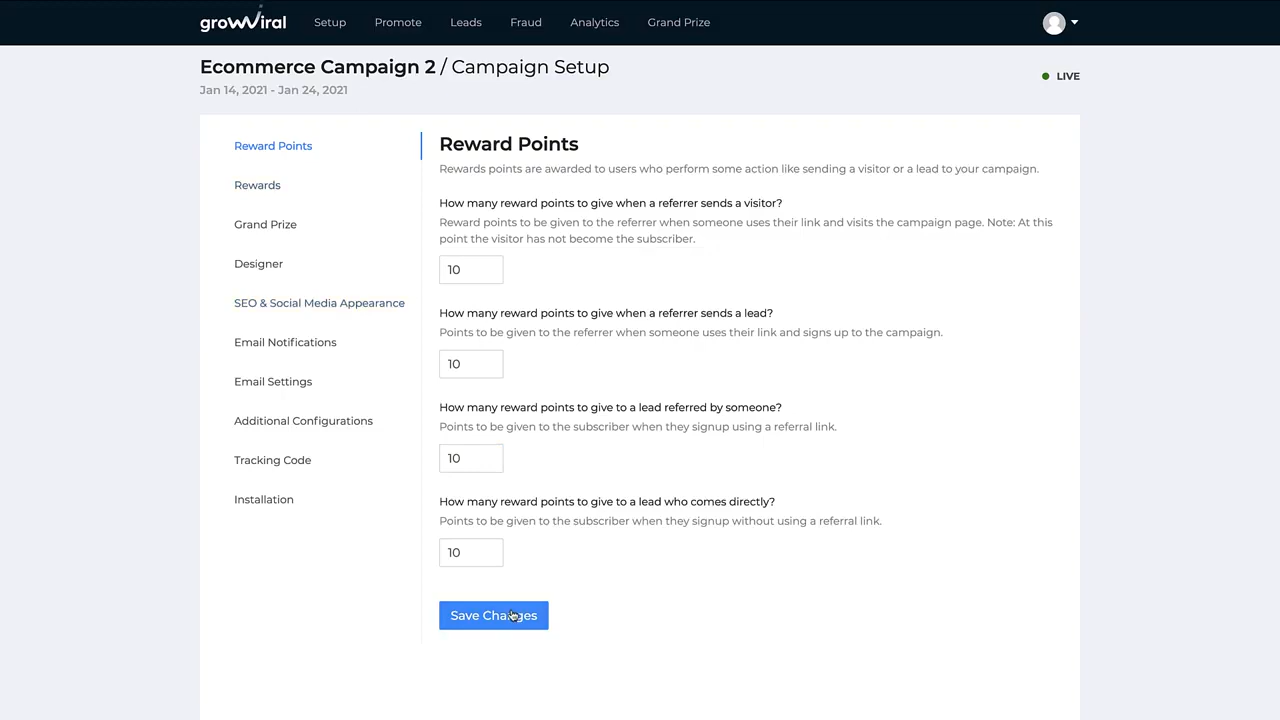 growviral Setup Promote Leads Fraud Analytics Grand Prize
Ecommerce Campaign 2 / Campaign Setup
Jan 14, 2021 - Jan 24, 2021
LIVE
Reward Points
Rewards
Grand Prize
Designer
SEO & Social Media Appearance
Email Notifications
Email Settings
Additional Configurations
Tracking Code
Installation
Reward Points
Rewards points are awarded to users who perform some action like sending a visitor or a lead to your campaign.
How many reward points to give when a referrer sends a visitor?
Reward points to be given to the referrer when someone uses their link and visits the campaign page. Note: At this
point the visitor has not become the subscriber.
10
How many reward points to give when a referrer sends a lead?
Points to be given to the referrer when someone uses their link and signs up to the campaign.
10
How many reward points to give to a lead referred by someone?
Points to be given to the subscriber when they signup using a referral link.
10
How many reward points to give to a lead who comes directly?
Points to be given to the subscriber when they signup without using a referral link.
10
Save Changes